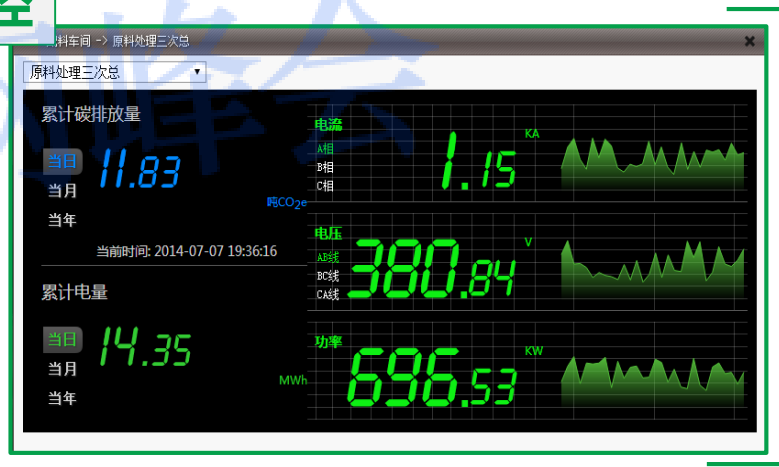 料车间 -> 原料处理三次总
原料处理三次总
累计碳排放量
当日
11.83
当月
吨CO2e
当年
当前时间: 2014-07-07 19:36:16
累计电量
当日
14.35
当月
MWh
当年
电流
KA
A相
1.15
B相
C相
电压
V
AB线
380.84
BC线
CA线
功率
KW
696.53
峰会